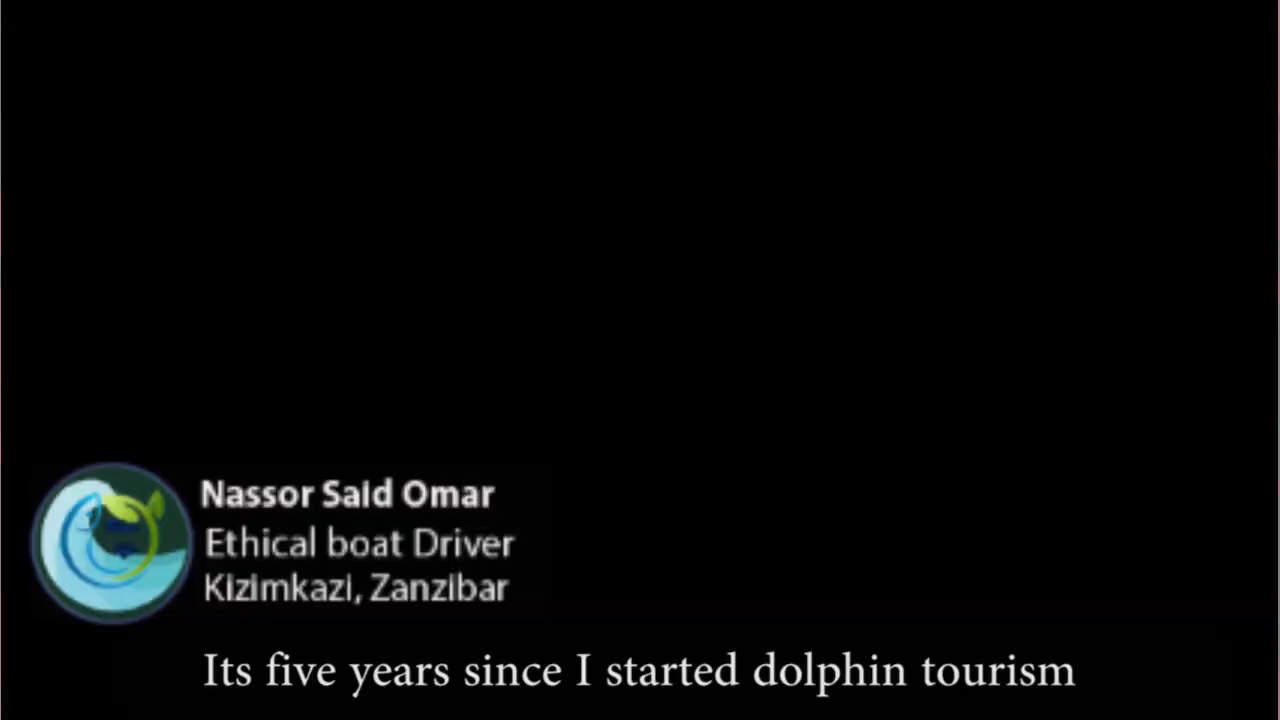 Nassor Said Omar
Ethical boat Driver
Kizimkazi, Zanzibar
Its five years since I started dolphin tourism